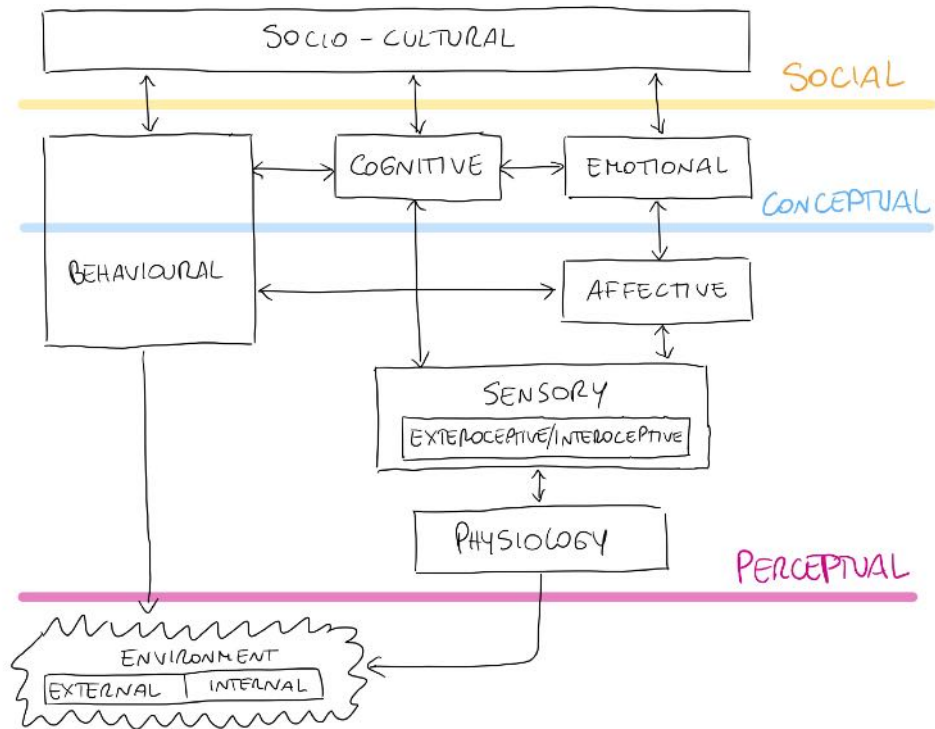 SOCIO - CULTURAL
SOCIAL
COGNITIVE
EMOTIONAL
CONCEPTUAL
BEHAVIOURAL
AFFECTIVE
SENSORY
EXTEROCEPTIVE/INTEROCEPTIVE
PHYSIOLOGY
PERCEPTUAL
ENVIRONMENT
EXTERNAL
INTERNAL